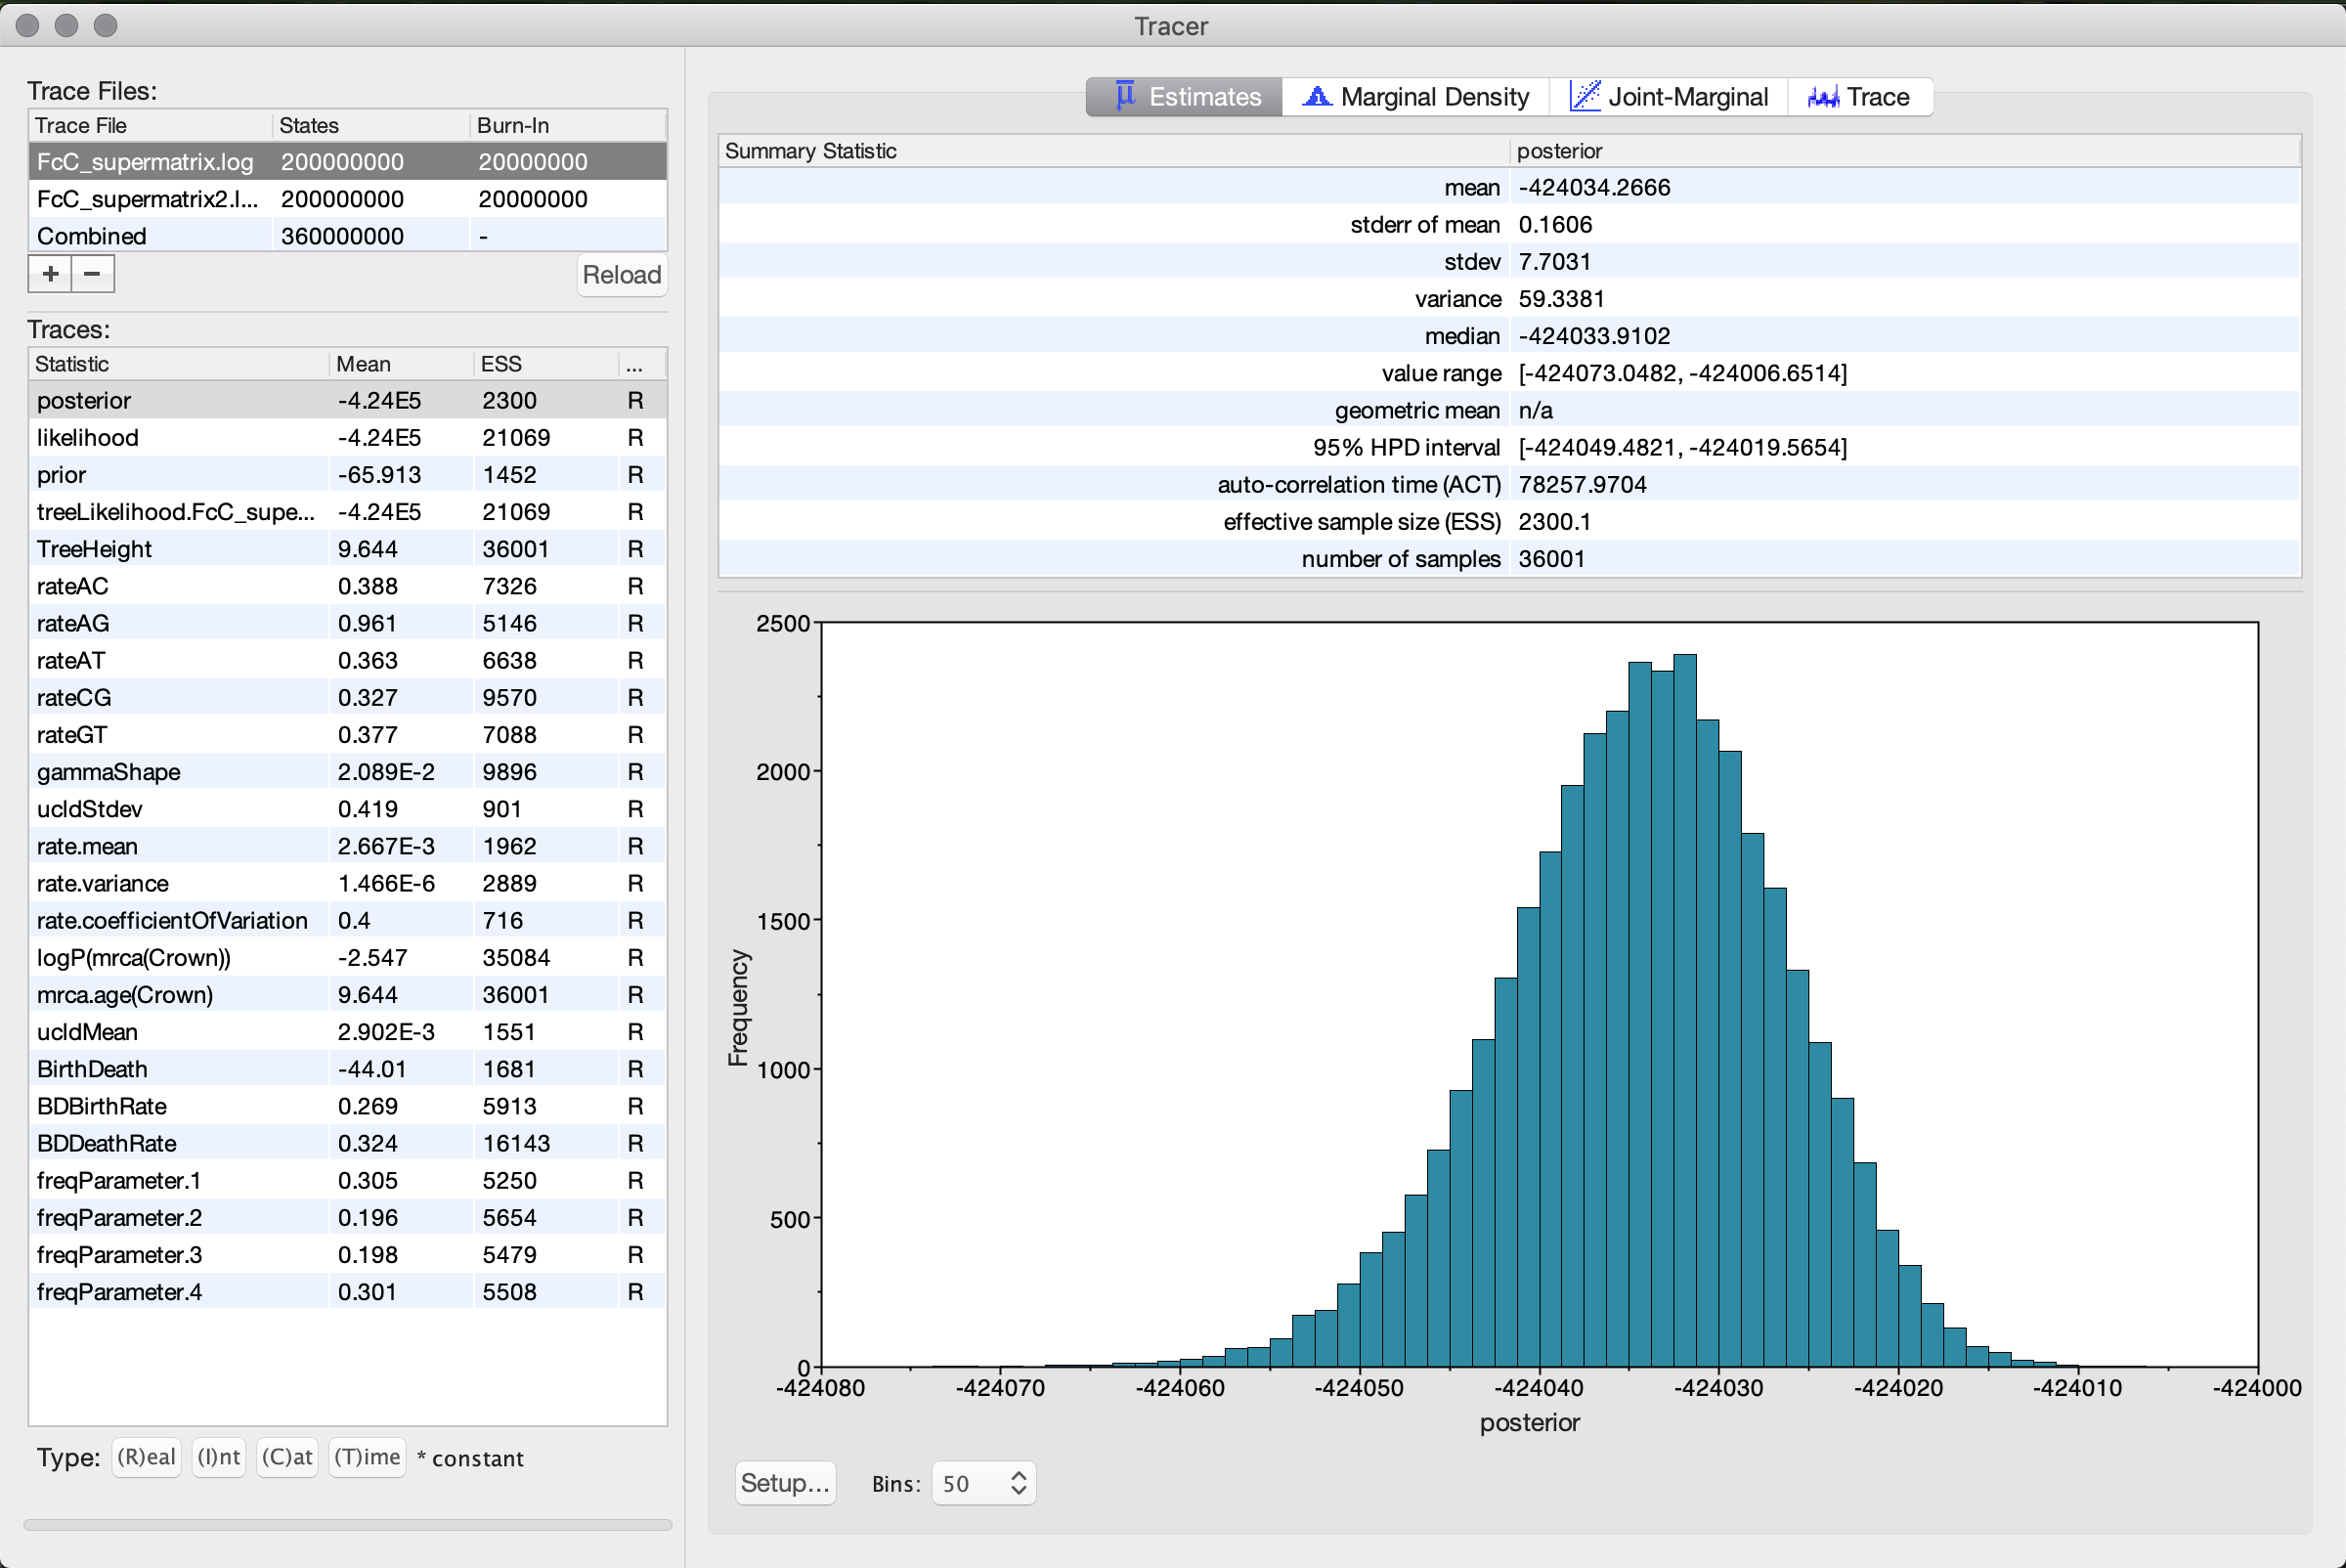 Tracer
Trace Files:
Trace File States Burn-In
FcC_supermatrix.log 200000000 20000000
FcC_supermatrix2.l... 200000000 20000000
Combined 360000000 -
+ − Reload
Traces:
Statistic Mean ESS ...
posterior -4.24E5 2300 R
likelihood -4.24E5 21069 R
prior -65.913 1452 R
treeLikelihood.FcC_supe... -4.24E5 21069 R
TreeHeight 9.644 36001 R
rateAC 0.388 7326 R
rateAG 0.961 5146 R
rateAT 0.363 6638 R
rateCG 0.327 9570 R
rateGT 0.377 7088 R
gammaShape 2.089E-2 9896 R
ucldStdev 0.419 901 R
rate.mean 2.667E-3 1962 R
rate.variance 1.466E-6 2889 R
rate.coefficientOfVariation 0.4 716 R
logP(mrca(Crown)) -2.547 35084 R
mrca.age(Crown) 9.644 36001 R
ucldMean 2.902E-3 1551 R
BirthDeath -44.01 1681 R
BDBirthRate 0.269 5913 R
BDDeathRate 0.324 16143 R
freqParameter.1 0.305 5250 R
freqParameter.2 0.196 5654 R
freqParameter.3 0.198 5479 R
freqParameter.4 0.301 5508 R
Type: (R)eal (I)nt (C)at (T)ime * constant
Estimates Marginal Density Joint-Marginal Trace
Summary Statistic posterior
mean -424034.2666
stderr of mean 0.1606
stdev 7.7031
variance 59.3381
median -424033.9102
value range [-424073.0482, -424006.6514]
geometric mean n/a
95% HPD interval [-424049.4821, -424019.5654]
auto-correlation time (ACT) 78257.9704
effective sample size (ESS) 2300.1
number of samples 36001
2500
2000
1500
1000
500
0
Frequency
-424080 -424070 -424060 -424050 -424040 -424030 -424020 -424010 -424000
posterior
Setup... Bins: 50